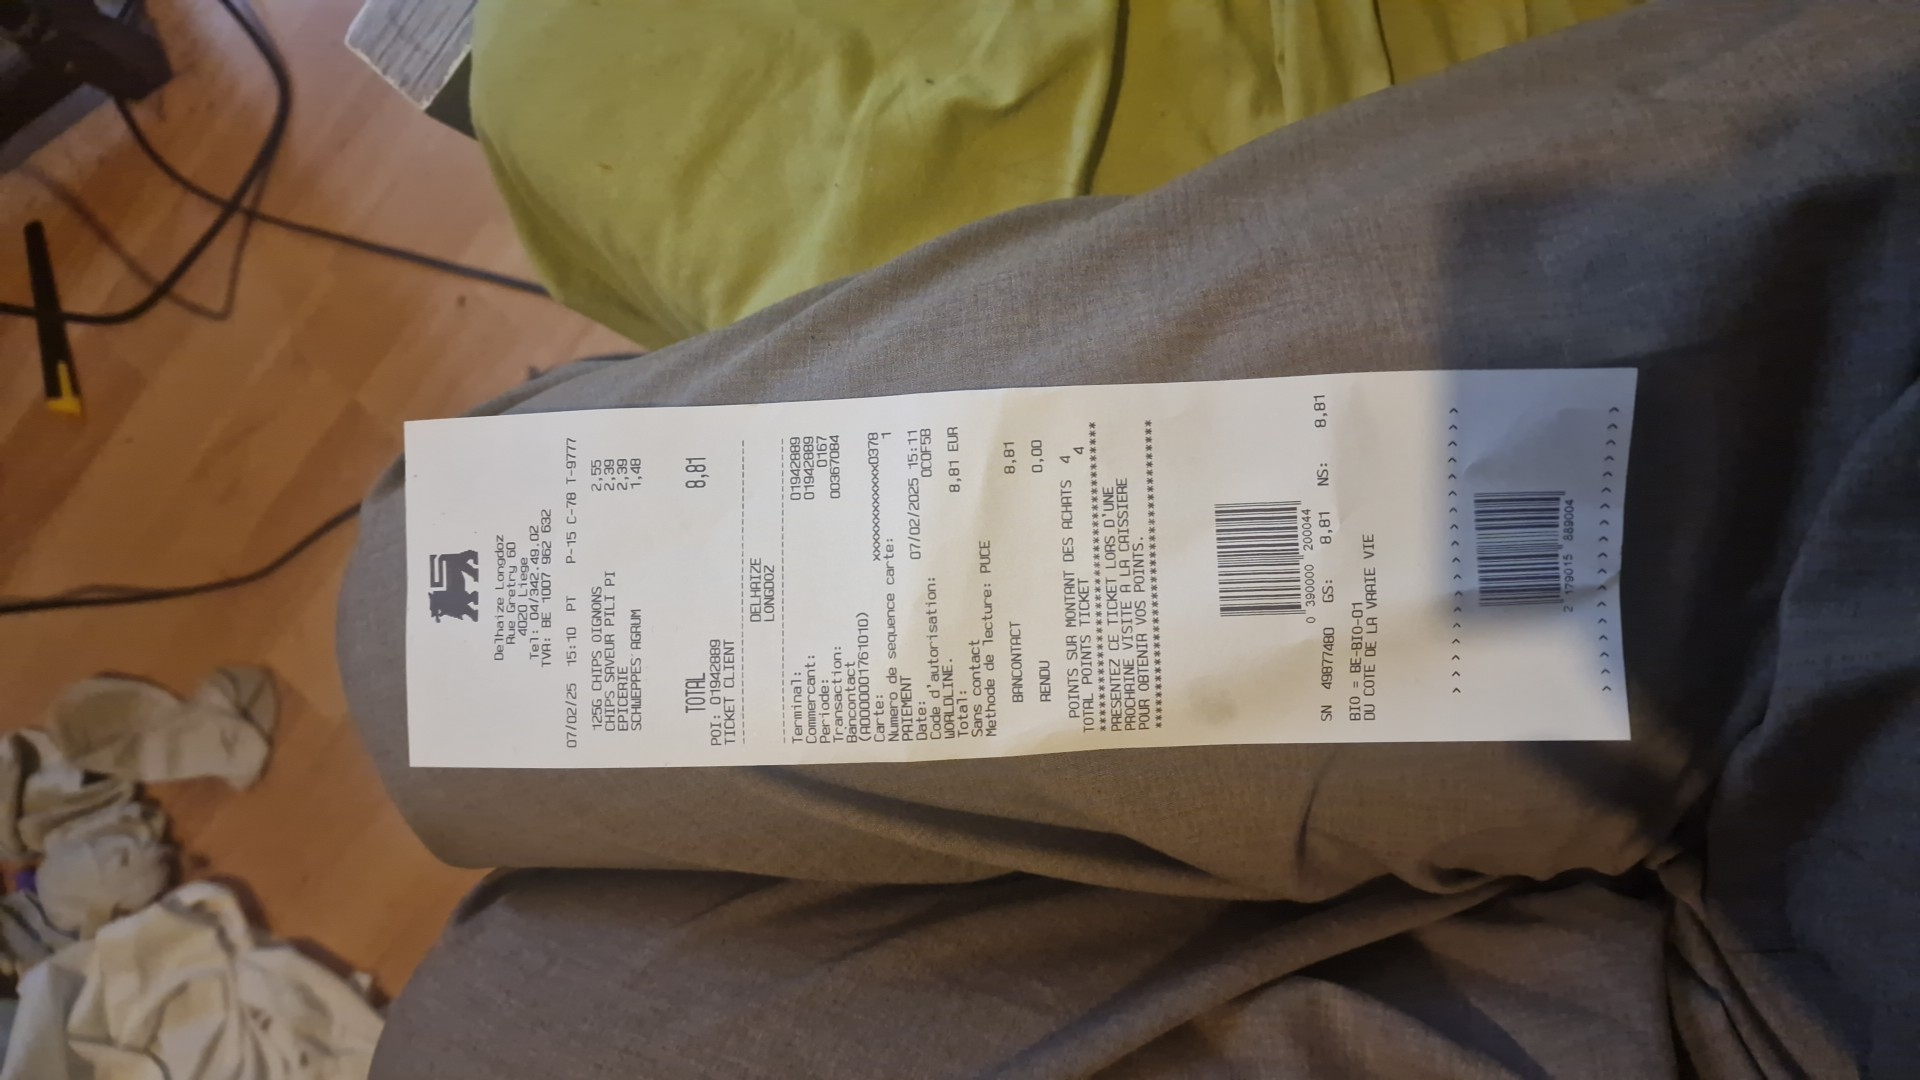 Delhaize Longdoz
Rue Gretry 60
4020 Liege
Tel: 04/342.49.02
TVA: BE 1007 962 632
07/02/25 15:10 PT P-15 C-78 T-9777
125G CHIPS OIGNONS 2,55
CHIPS SAVEUR PILI PI 2,39
EPICERIE 2,39
SCHWEPPES AGRUM 1,48
TOTAL 8,81
POI: 01942889
TICKET CLIENT
DELHAIZE
LONGDOZ
Terminal: 01942889
Commercant: 01942889
Periode: 0167
Transaction: 00367084
Bancontact
(A0000001761010)
Carte: xxxxxxxxxxxxx0378
Numero de sequence carte: 1
PAIEMENT
Date: 07/02/2025 15:11
Code d'autorisation: 0C0F5B
WORLDLINE.
Total: 8,81 EUR
Sans contact
Methode de lecture: PUCE
BANCONTACT 8,81
RENDU 0,00
POINTS SUR MONTANT DES ACHATS 4
TOTAL POINTS TICKET 4
****************************************
PRESENTEZ CE TICKET LORS D'UNE
PROCHAINE VISITE A LA CAISSIERE
POUR OBTENIR VOS POINTS.
****************************************
0 390000 200044
SN 49877480 GS: 8,81 NS: 8,81
BIO = BE-BIO-01
DU COTE DE LA VRAIE VIE
> > > > > > > > > > > > > > > > >
2 179015 889004
> > > > > > > > > > > > > > > > >